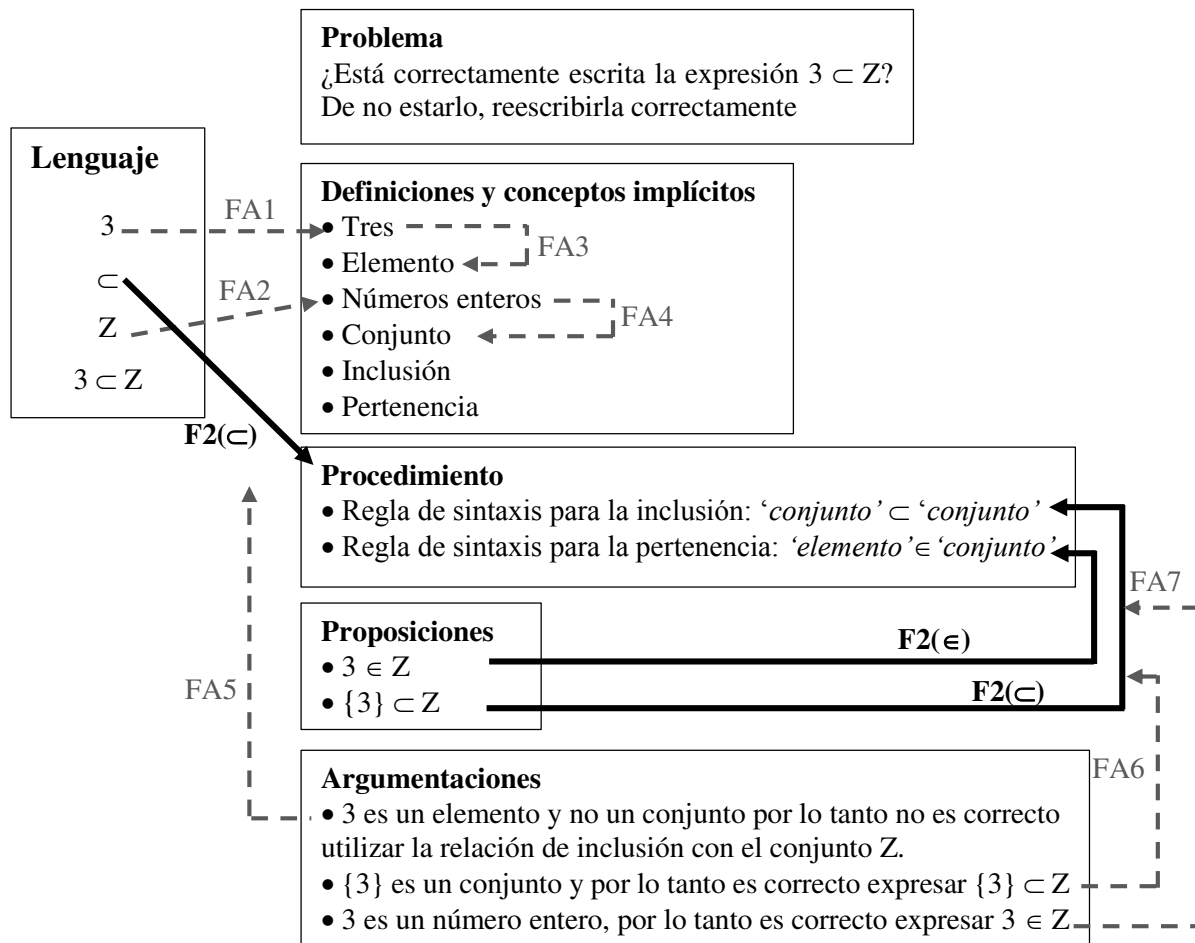 Problema
¿Está correctamente escrita la expresión 3 ⊂ Z?
De no estarlo, reescribirla correctamente
Lenguaje
3
⊂
Z
3 ⊂ Z
FA1
FA2
F2(⊂)
Definiciones y conceptos implícitos
• Tres
• Elemento
• Números enteros
• Conjunto
• Inclusión
• Pertenencia
FA3
FA4
Procedimiento
• Regla de sintaxis para la inclusión: ‘conjunto’ ⊂ ‘conjunto’
• Regla de sintaxis para la pertenencia: ‘elemento’∈ ‘conjunto’
FA7
Proposiciones
• 3 ∈ Z
• {3} ⊂ Z
F2(∈)
F2(⊂)
FA5
FA6
Argumentaciones
• 3 es un elemento y no un conjunto por lo tanto no es correcto
utilizar la relación de inclusión con el conjunto Z.
• {3} es un conjunto y por lo tanto es correcto expresar {3} ⊂ Z
• 3 es un número entero, por lo tanto es correcto expresar 3 ∈ Z